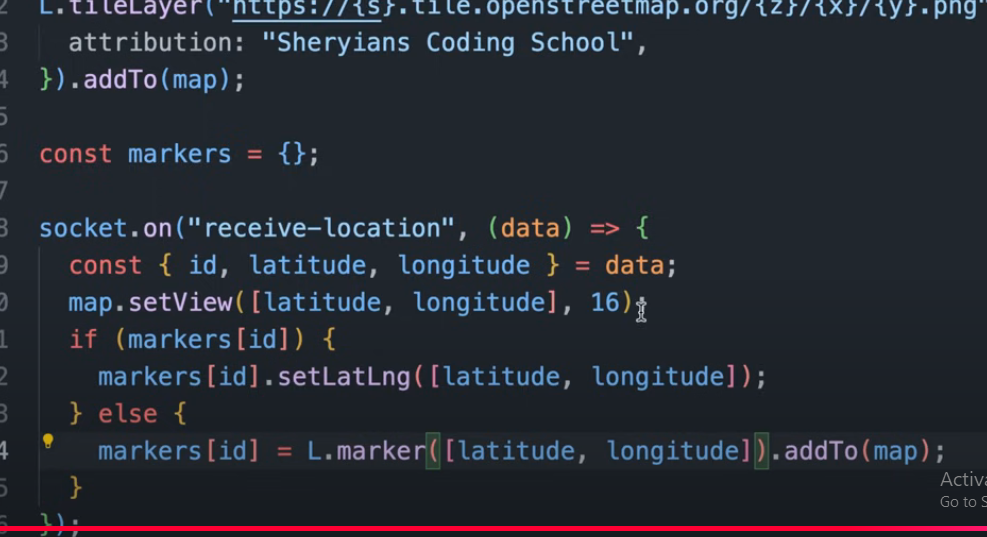 2 L.tileLayer("https://{s}.tile.openstreetmap.org/{z}/{x}/{y}.png"
3 attribution: "Sheryians Coding School",
4 }).addTo(map);
5
6 const markers = {};
7
8 socket.on("receive-location", (data) => {
9 const { id, latitude, longitude } = data;
0 map.setView([latitude, longitude], 16);
1 if (markers[id]) {
2 markers[id].setLatLng([latitude, longitude]);
3 } else {
4 markers[id] = L.marker([latitude, longitude]).addTo(map);
5 }
6 });
Activa
Go to S